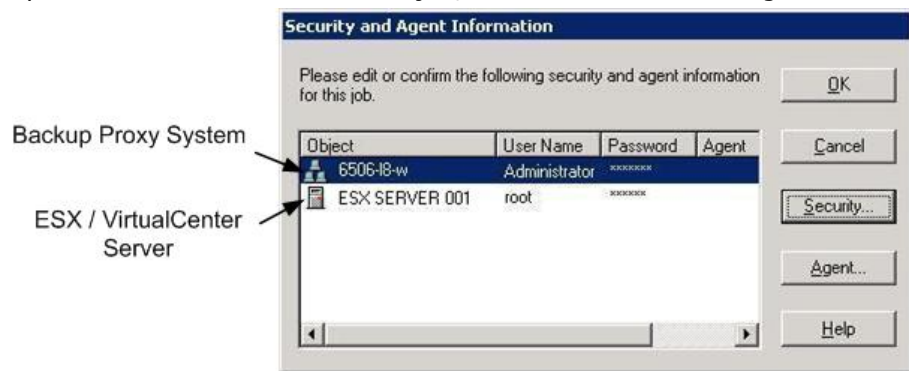 Security and Agent Information
Please edit or confirm the following security and agent information
for this job.
OK
Backup Proxy System
Object User Name Password Agent
Cancel
6506-I8-w Administrator *******
ESX SERVER 001 root ******
ESX / VirtualCenter
Server
Security...
Agent...
Help